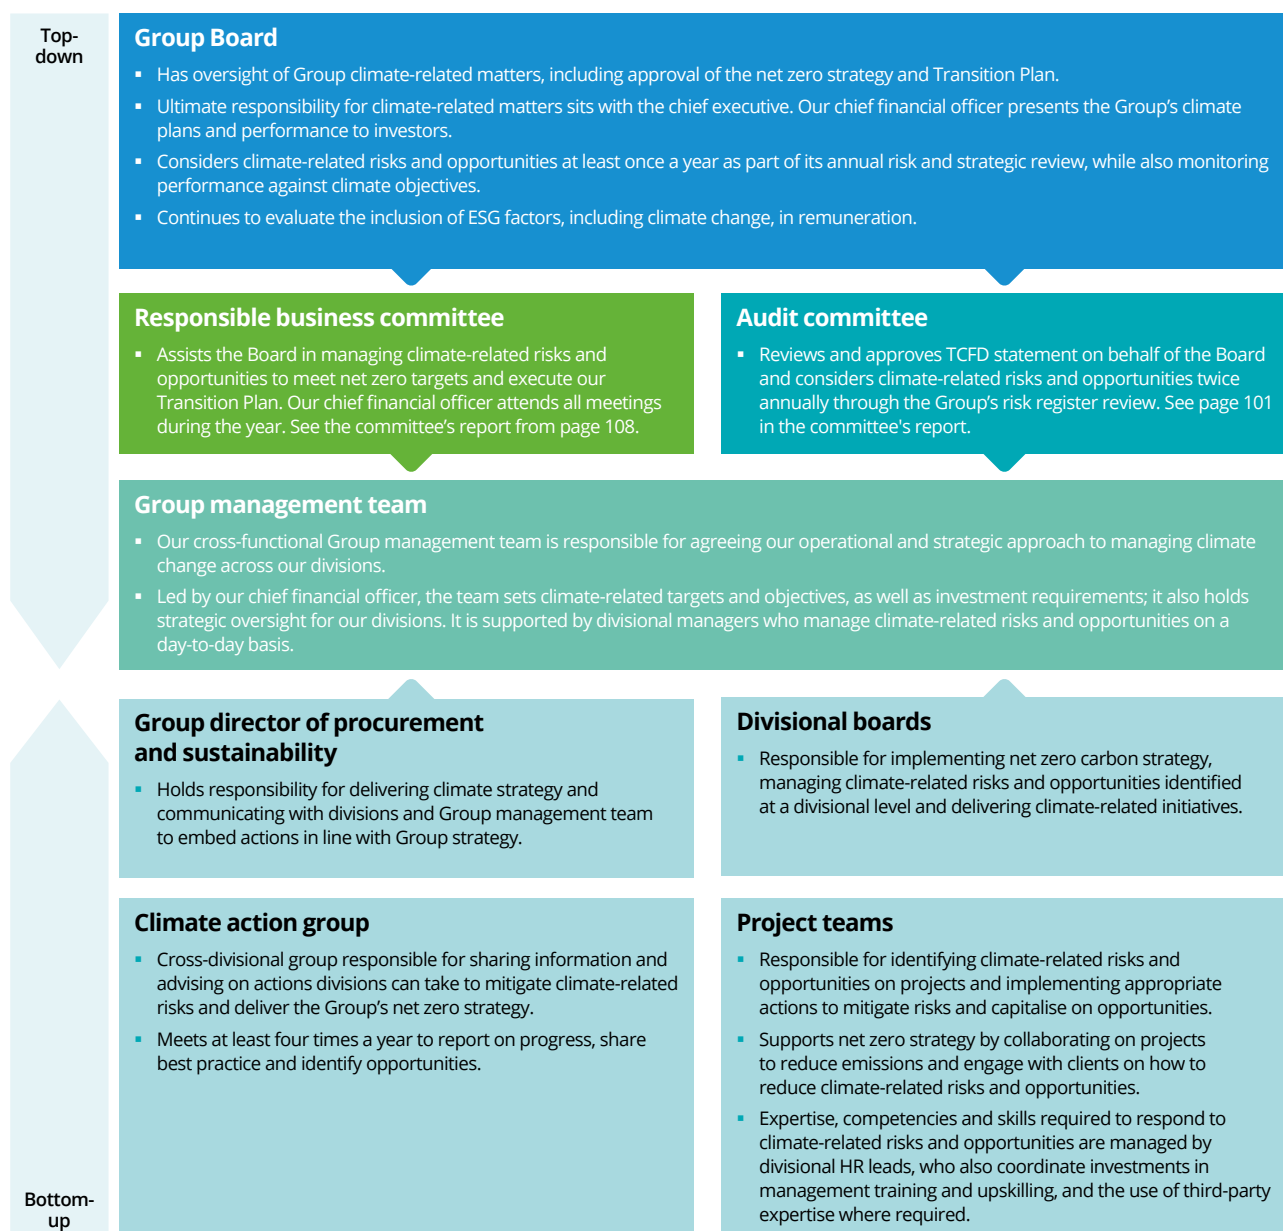 Top-
down
Group Board
▪ Has oversight of Group climate-related matters, including approval of the net zero strategy and Transition Plan.
▪ Ultimate responsibility for climate-related matters sits with the chief executive. Our chief financial officer presents the Group’s climate
plans and performance to investors.
▪ Considers climate-related risks and opportunities at least once a year as part of its annual risk and strategic review, while also monitoring
performance against climate objectives.
▪ Continues to evaluate the inclusion of ESG factors, including climate change, in remuneration.
Responsible business committee
▪ Assists the Board in managing climate-related risks and
opportunities to meet net zero targets and execute our
Transition Plan. Our chief financial officer attends all meetings
during the year. See the committee’s report from page 108.
Audit committee
▪ Reviews and approves TCFD statement on behalf of the Board
and considers climate-related risks and opportunities twice
annually through the Group’s risk register review. See page 101
in the committee's report.
Group management team
▪ Our cross-functional Group management team is responsible for agreeing our operational and strategic approach to managing climate
change across our divisions.
▪ Led by our chief financial officer, the team sets climate-related targets and objectives, as well as investment requirements; it also holds
strategic oversight for our divisions. It is supported by divisional managers who manage climate-related risks and opportunities on a
day-to-day basis.
Group director of procurement
and sustainability
▪ Holds responsibility for delivering climate strategy and
communicating with divisions and Group management team
to embed actions in line with Group strategy.
Divisional boards
▪ Responsible for implementing net zero carbon strategy,
managing climate-related risks and opportunities identified
at a divisional level and delivering climate-related initiatives.
Climate action group
▪ Cross-divisional group responsible for sharing information and
advising on actions divisions can take to mitigate climate-related
risks and deliver the Group’s net zero strategy.
▪ Meets at least four times a year to report on progress, share
best practice and identify opportunities.
Project teams
▪ Responsible for identifying climate-related risks and
opportunities on projects and implementing appropriate
actions to mitigate risks and capitalise on opportunities.
▪ Supports net zero strategy by collaborating on projects
to reduce emissions and engage with clients on how to
reduce climate-related risks and opportunities.
▪ Expertise, competencies and skills required to respond to
climate-related risks and opportunities are managed by
divisional HR leads, who also coordinate investments in
management training and upskilling, and the use of third-party
expertise where required.
Bottom-
up